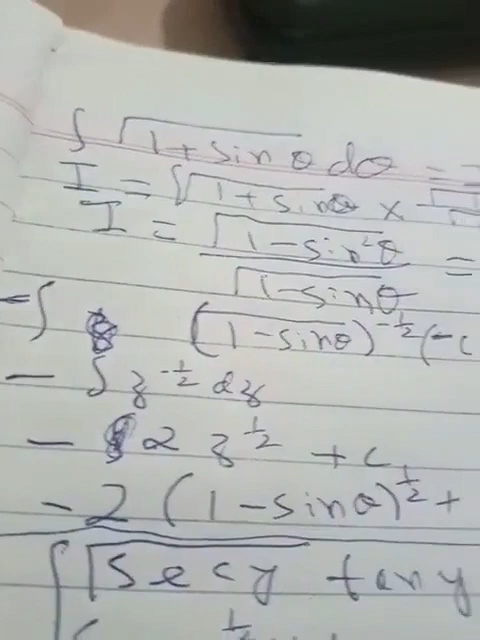 ∫ √(1+sinθ) dθ = I
I = ∫ √(1+sinθ) ×
I = √(1-sin²θ) / √(1-sinθ) =
-∫ (1-sinθ)^(-1/2) (-c
- ∫ z^(-1/2) dz
- 2 z^(1/2) + c
- 2 (1-sinθ)^(1/2) +
∫ √(secy) tany